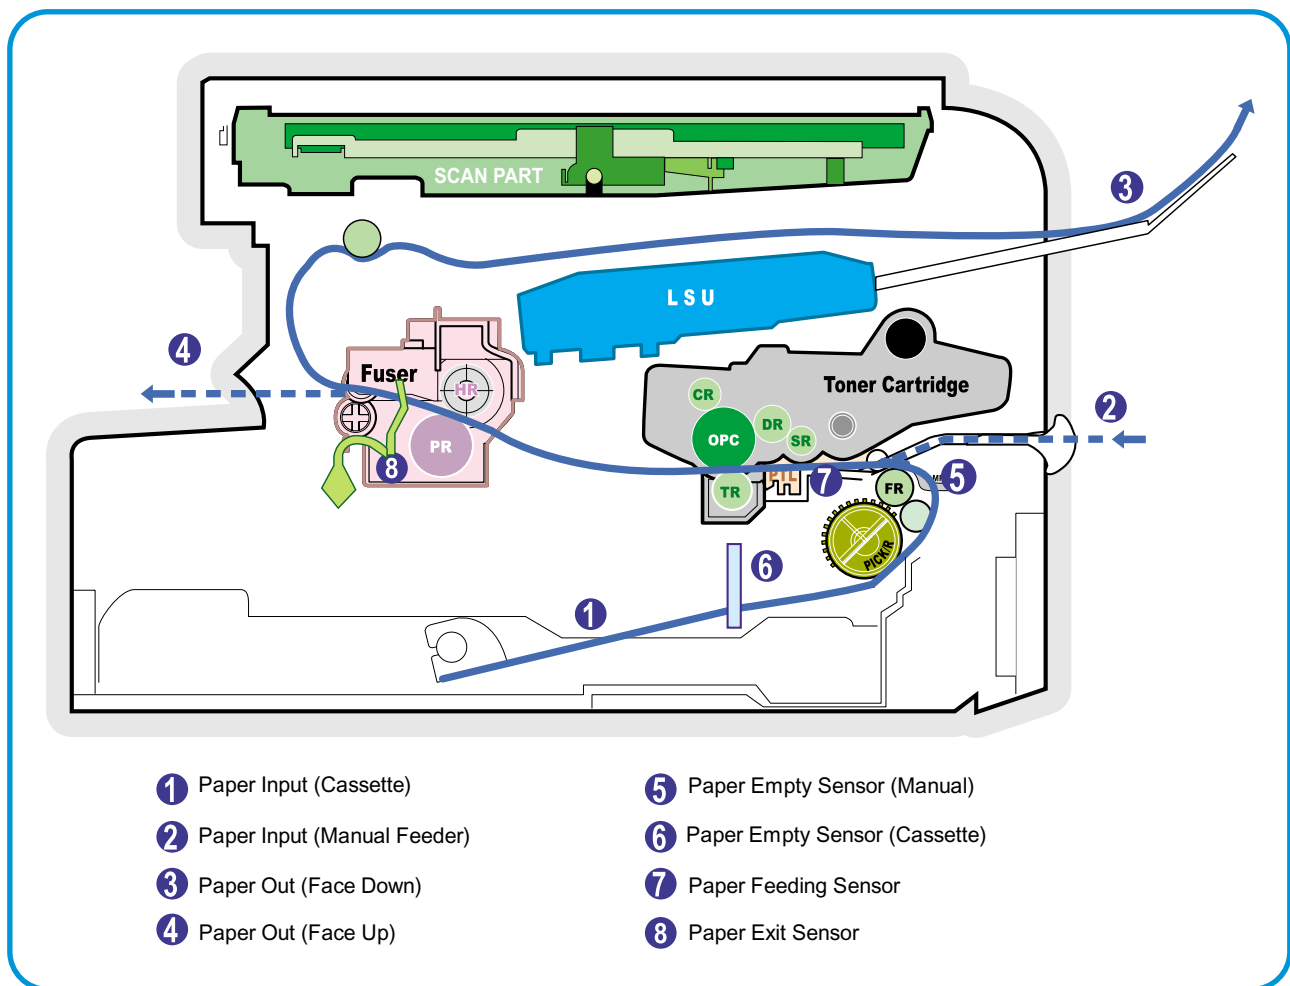 SCAN PART
3
LSU
4
Fuser
HR
Toner Cartridge
CR
2
DR
OPC
SR
PR
8
PTL
7
5
TR
FR
PICK/R
6
1
1 Paper Input (Cassette)
5 Paper Empty Sensor (Manual)
2 Paper Input (Manual Feeder)
6 Paper Empty Sensor (Cassette)
3 Paper Out (Face Down)
7 Paper Feeding Sensor
4 Paper Out (Face Up)
8 Paper Exit Sensor